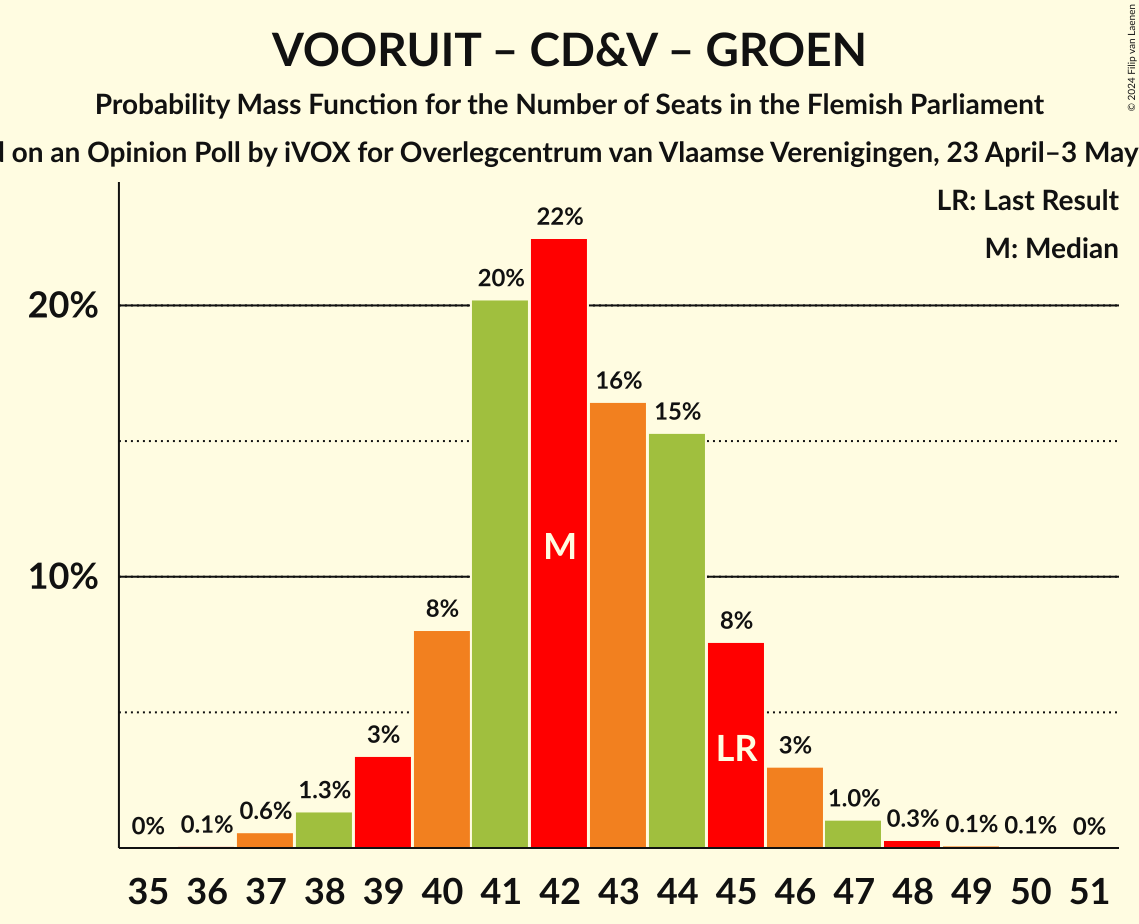 VOORUIT – CD&V – GROEN
Probability Mass Function for the Number of Seats in the Flemish Parliament
on an Opinion Poll by iVOX for Overlegcentrum van Vlaamse Verenigingen, 23 April–3 May
© 2024 Filip van Laenen
LR: Last Result
M: Median
20%
10%
0%
0.1%
0.6%
1.3%
3%
8%
20%
22%
16%
15%
8%
3%
1.0%
0.3%
0.1%
0.1%
0%
M
LR
35 36 37 38 39 40 41 42 43 44 45 46 47 48 49 50 51